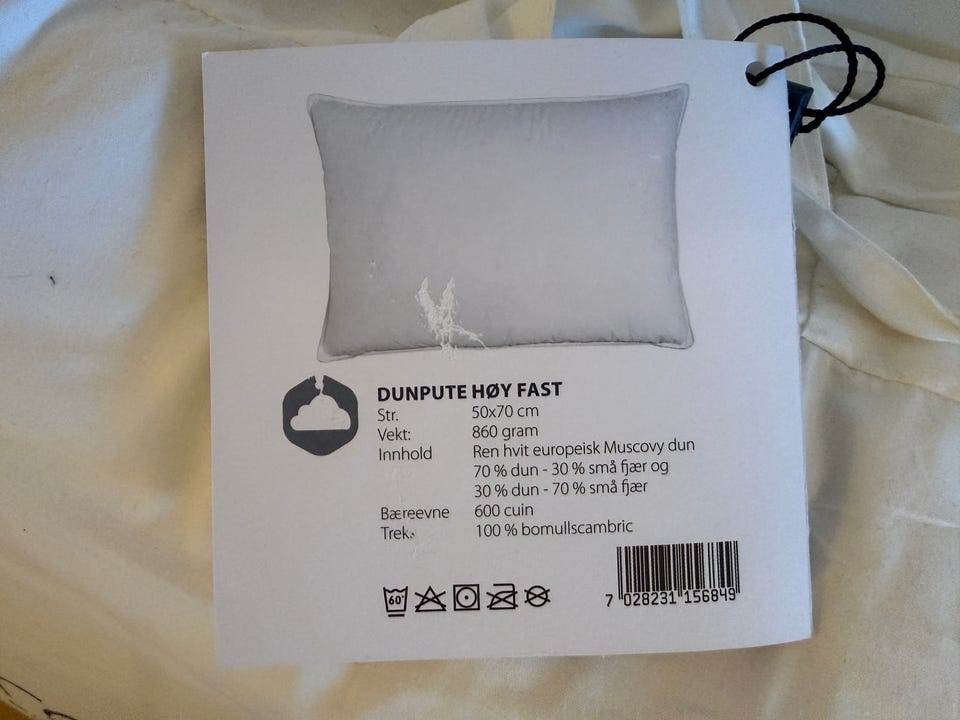 DUNPUTE HØY FAST
Str. 50x70 cm
Vekt: 860 gram
Innhold Ren hvit europeisk Muscovy dun
70 % dun - 30 % små fjær og
30 % dun - 70 % små fjær
Bæreevne 600 cuin
Trek: 100 % bomullscambric
60°
7 028231 156849